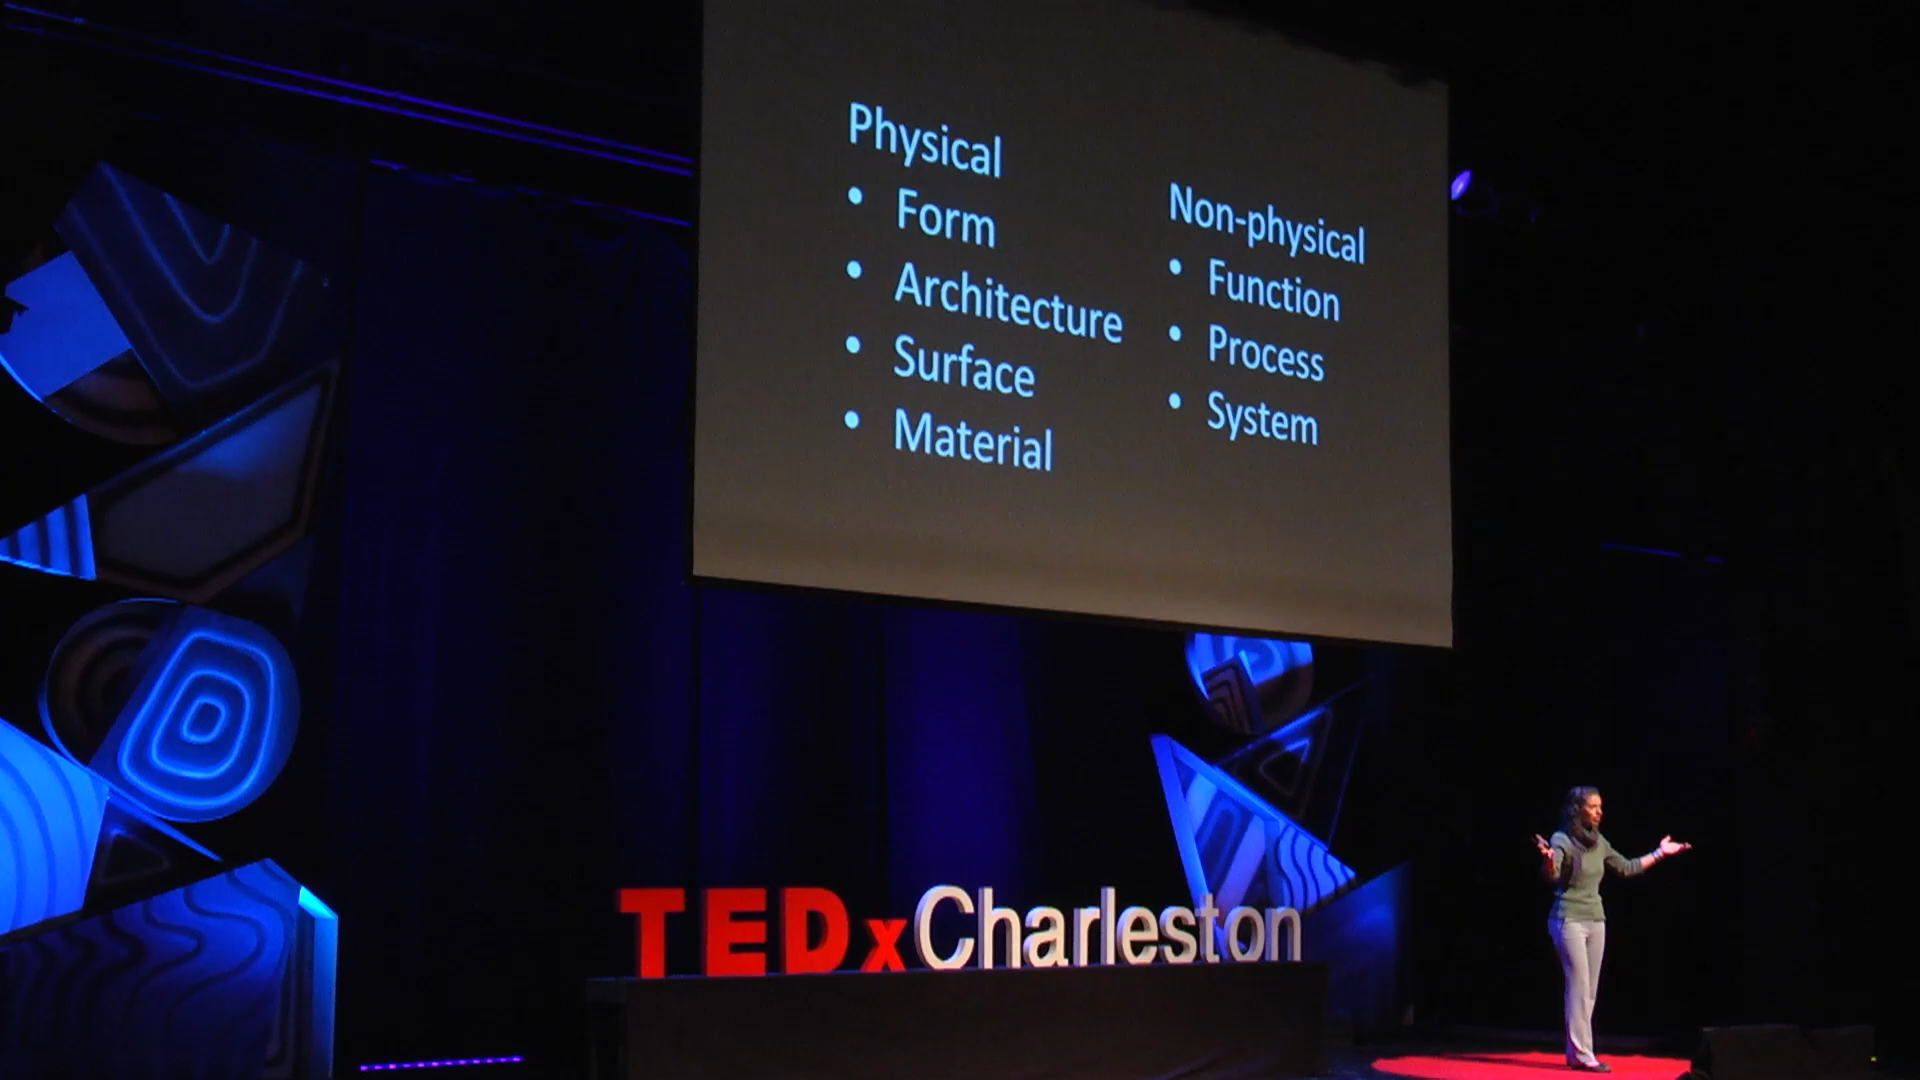 Physical
• Form
• Architecture
• Surface
• Material
Non-physical
• Function
• Process
• System
TEDxCharleston